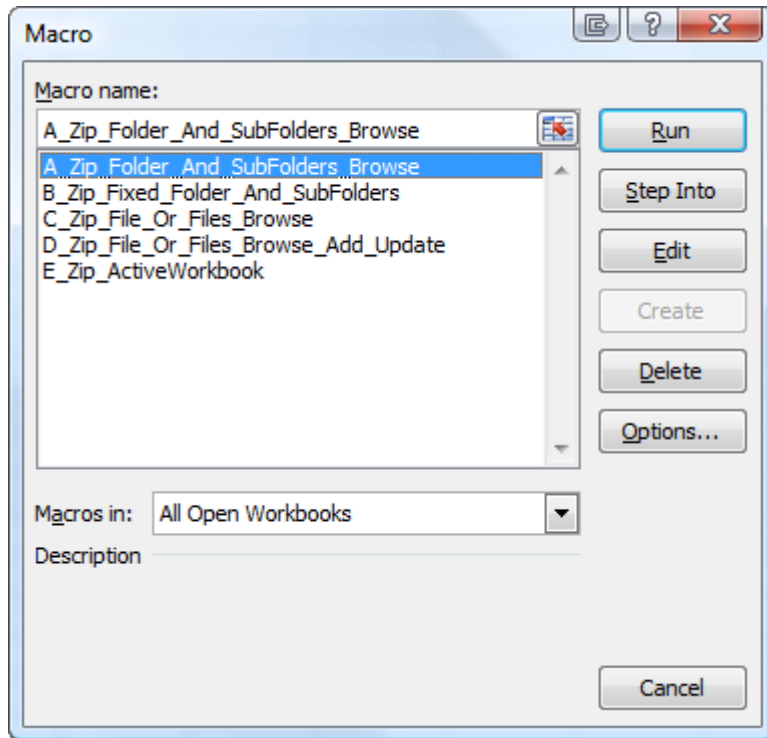 Macro
Macro name:
A_Zip_Folder_And_SubFolders_Browse
A_Zip_Folder_And_SubFolders_Browse
B_Zip_Fixed_Folder_And_SubFolders
C_Zip_File_Or_Files_Browse
D_Zip_File_Or_Files_Browse_Add_Update
E_Zip_ActiveWorkbook
Run
Step Into
Edit
Create
Delete
Options...
Macros in: All Open Workbooks
Description
Cancel